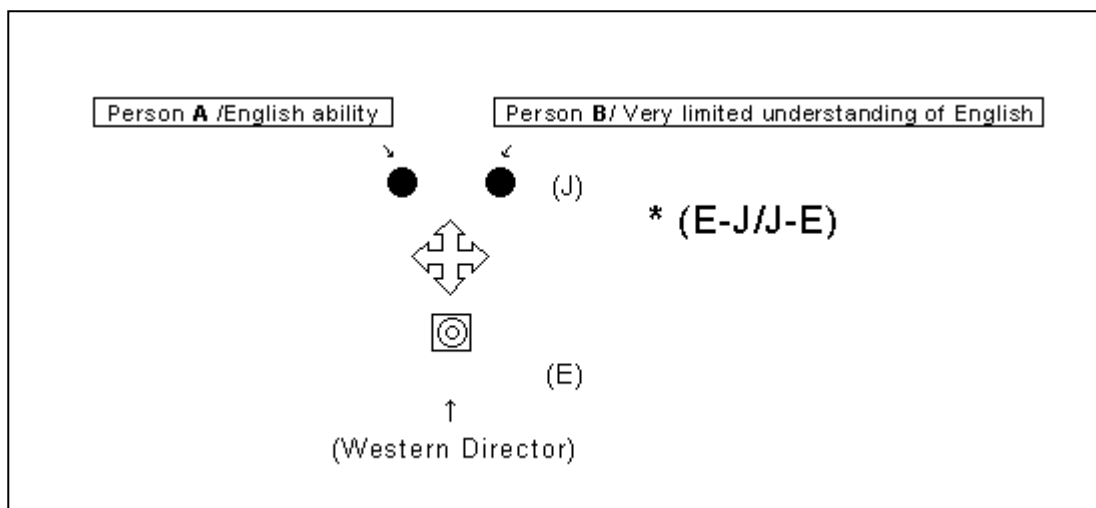 Person A /English ability
Person B/ Very limited understanding of English
(J)
* (E-J/J-E)
(E)
(Western Director)